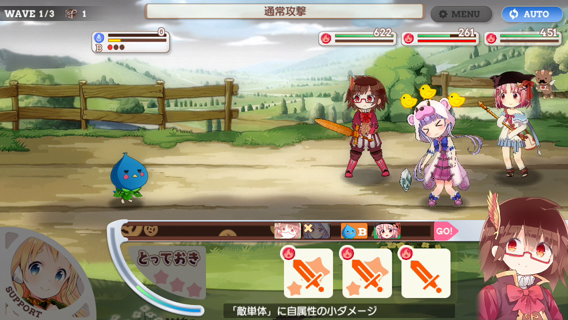 WAVE 1/3 1
通常攻撃
MENU
AUTO
0
B
622
261
451
B
GO!
とっておき
SUPPORT
「敵単体」に自属性の小ダメージ